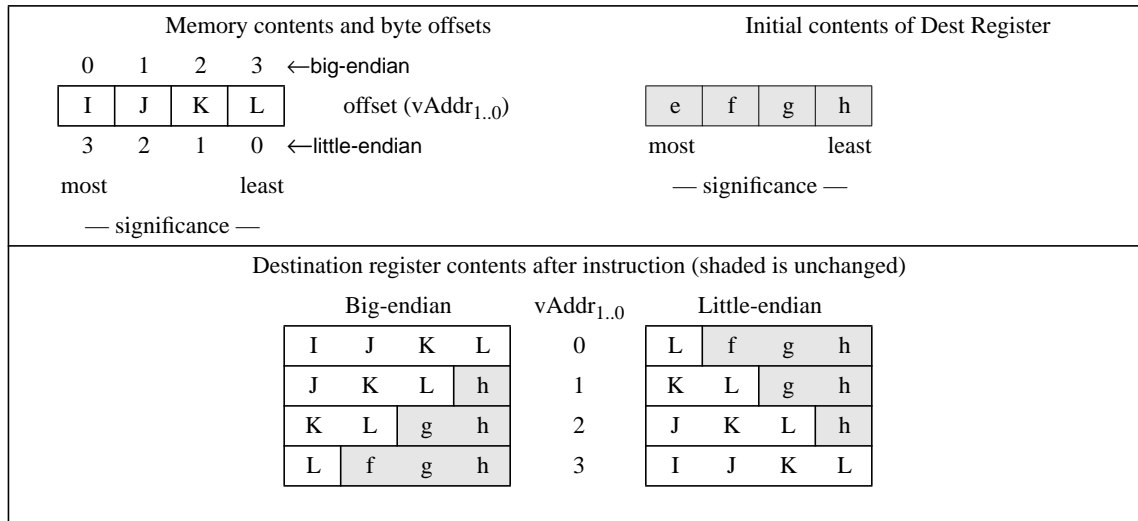 Memory contents and byte offsets Initial contents of Dest Register
0 1 2 3 ←big-endian
I J K L offset (vAddr1..0) e f g h
3 2 1 0 ←little-endian most least
most least — significance —
— significance —
Destination register contents after instruction (shaded is unchanged)
Big-endian vAddr1..0 Little-endian
I J K L 0 L f g h
J K L h 1 K L g h
K L g h 2 J K L h
L f g h 3 I J K L